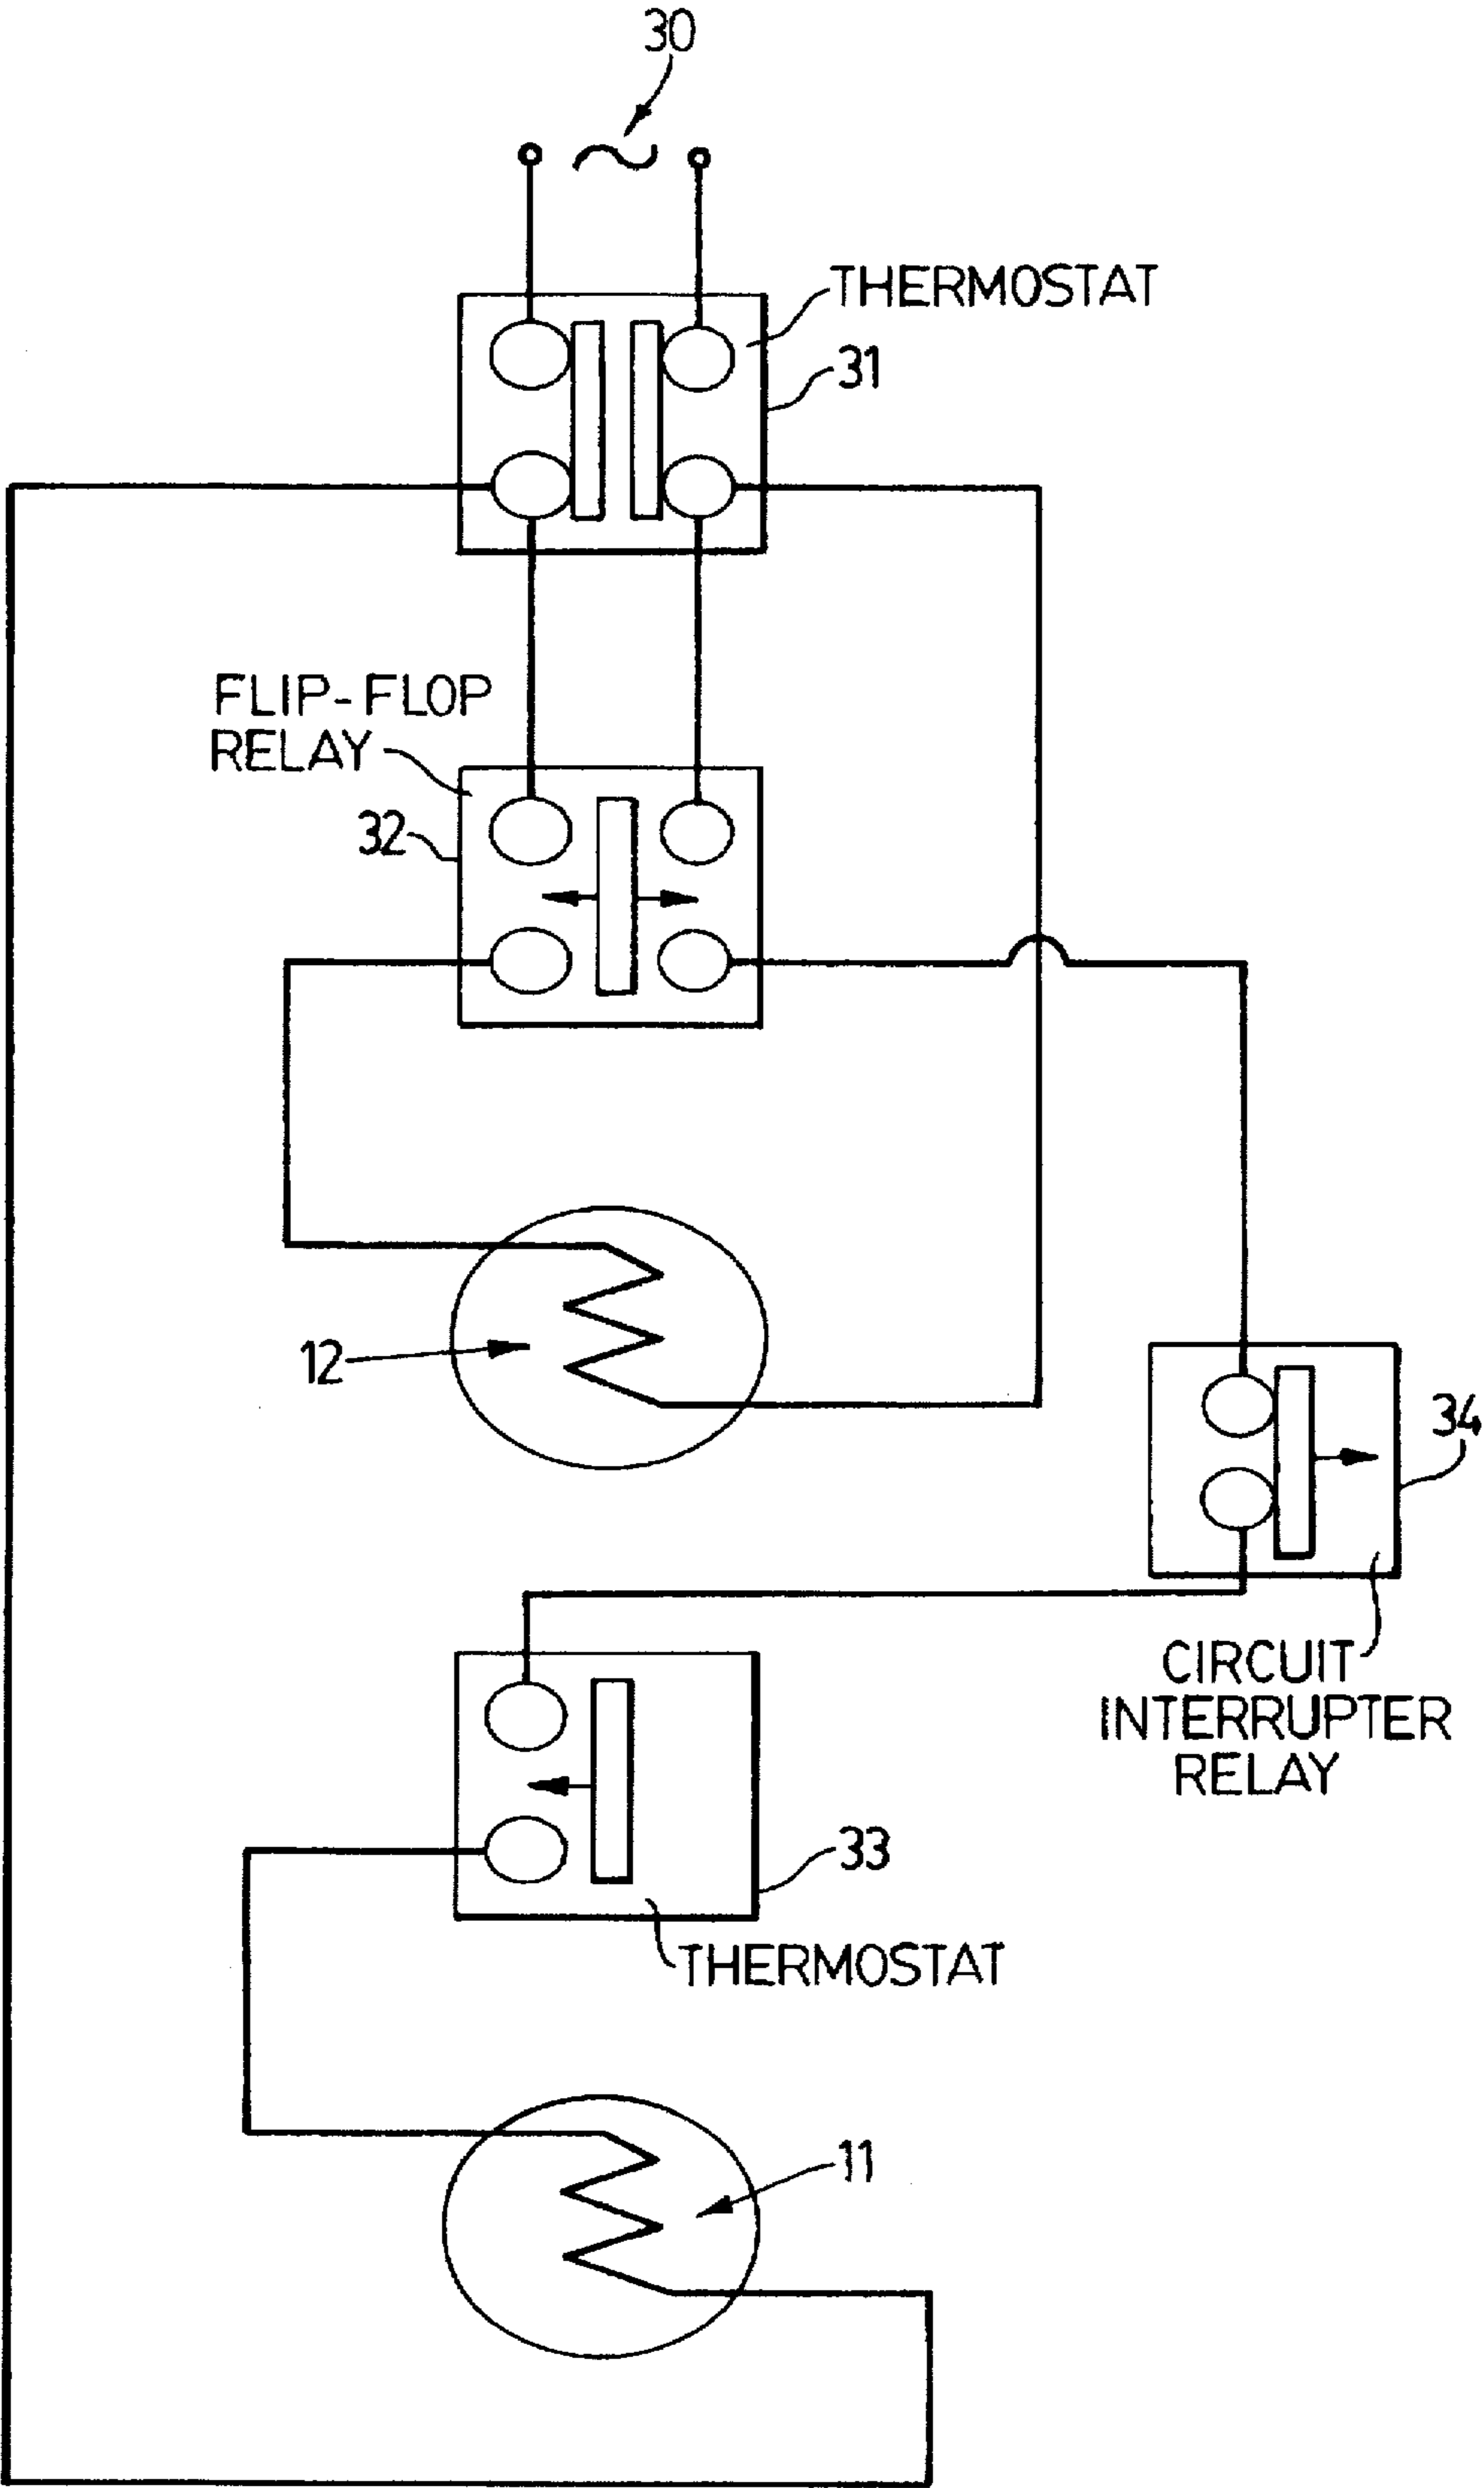 30
THERMOSTAT
31
FLIP-FLOP
RELAY
32
12
34
CIRCUIT
INTERRUPTER
RELAY
33
THERMOSTAT
11